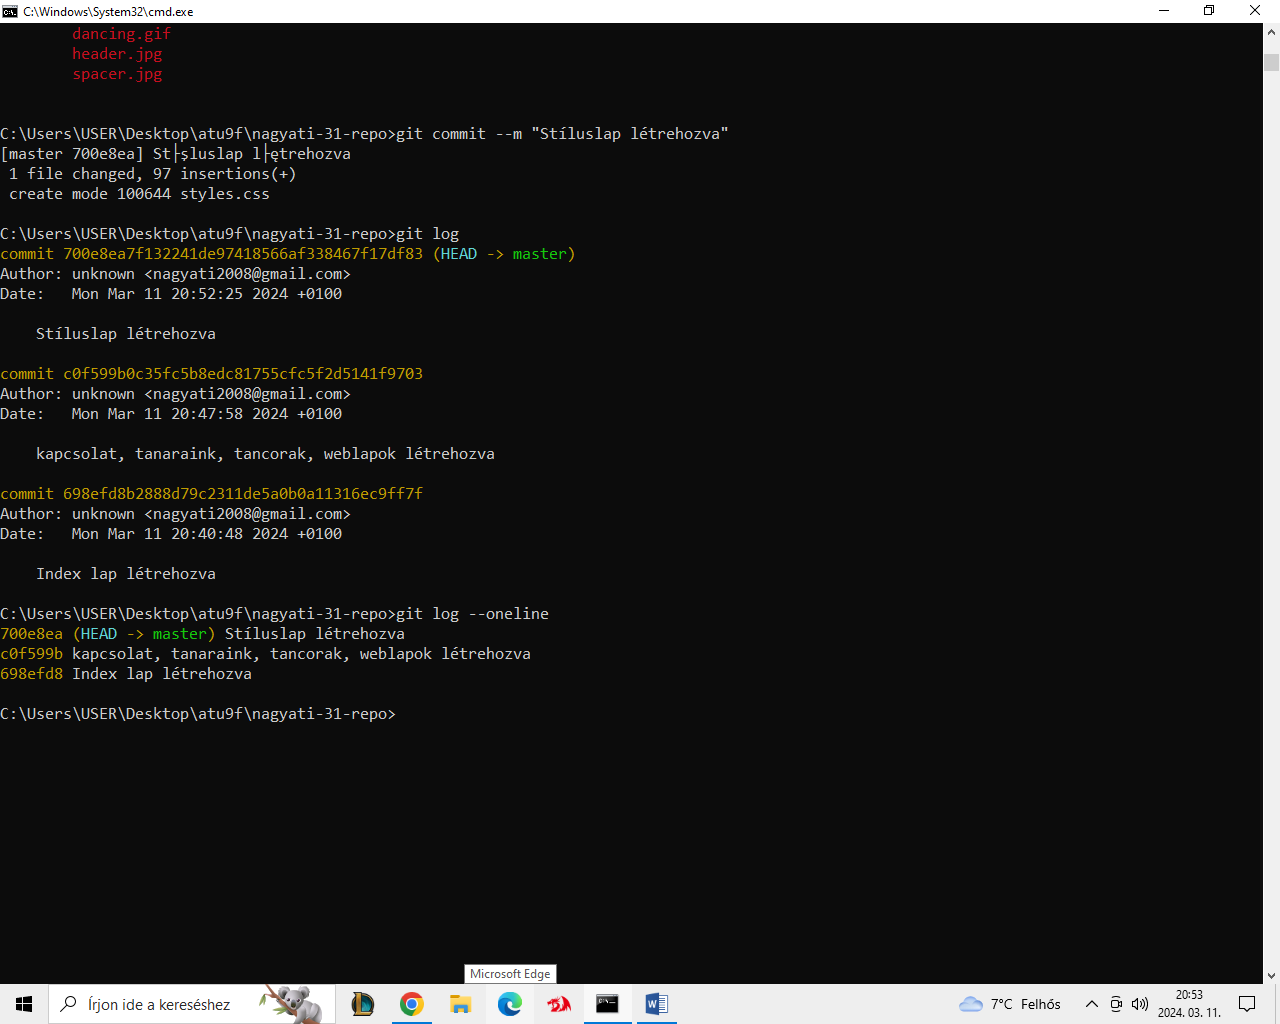 C:\Windows\System32\cmd.exe
dancing.gif
header.jpg
spacer.jpg
C:\Users\USER\Desktop\atu9f\nagyati-31-repo>git commit --m "Stíluslap létrehozva"
[master 700e8ea] St├şluslap l├ętrehozva
1 file changed, 97 insertions(+)
create mode 100644 styles.css
C:\Users\USER\Desktop\atu9f\nagyati-31-repo>git log
commit 700e8ea7f132241de97418566af338467f17df83 (HEAD -> master)
Author: unknown <nagyati2008@gmail.com>
Date:   Mon Mar 11 20:52:25 2024 +0100
Stíluslap létrehozva
commit c0f599b0c35fc5b8edc81755cfc5f2d5141f9703
Author: unknown <nagyati2008@gmail.com>
Date:   Mon Mar 11 20:47:58 2024 +0100
kapcsolat, tanaraink, tancorak, weblapok létrehozva
commit 698efd8b2888d79c2311de5a0b0a11316ec9ff7f
Author: unknown <nagyati2008@gmail.com>
Date:   Mon Mar 11 20:40:48 2024 +0100
Index lap létrehozva
C:\Users\USER\Desktop\atu9f\nagyati-31-repo>git log --oneline
700e8ea (HEAD -> master) Stíluslap létrehozva
c0f599b kapcsolat, tanaraink, tancorak, weblapok létrehozva
698efd8 Index lap létrehozva
C:\Users\USER\Desktop\atu9f\nagyati-31-repo>
Microsoft Edge
Írjon ide a kereséshez
7°C Felhős
20:53
2024. 03. 11.